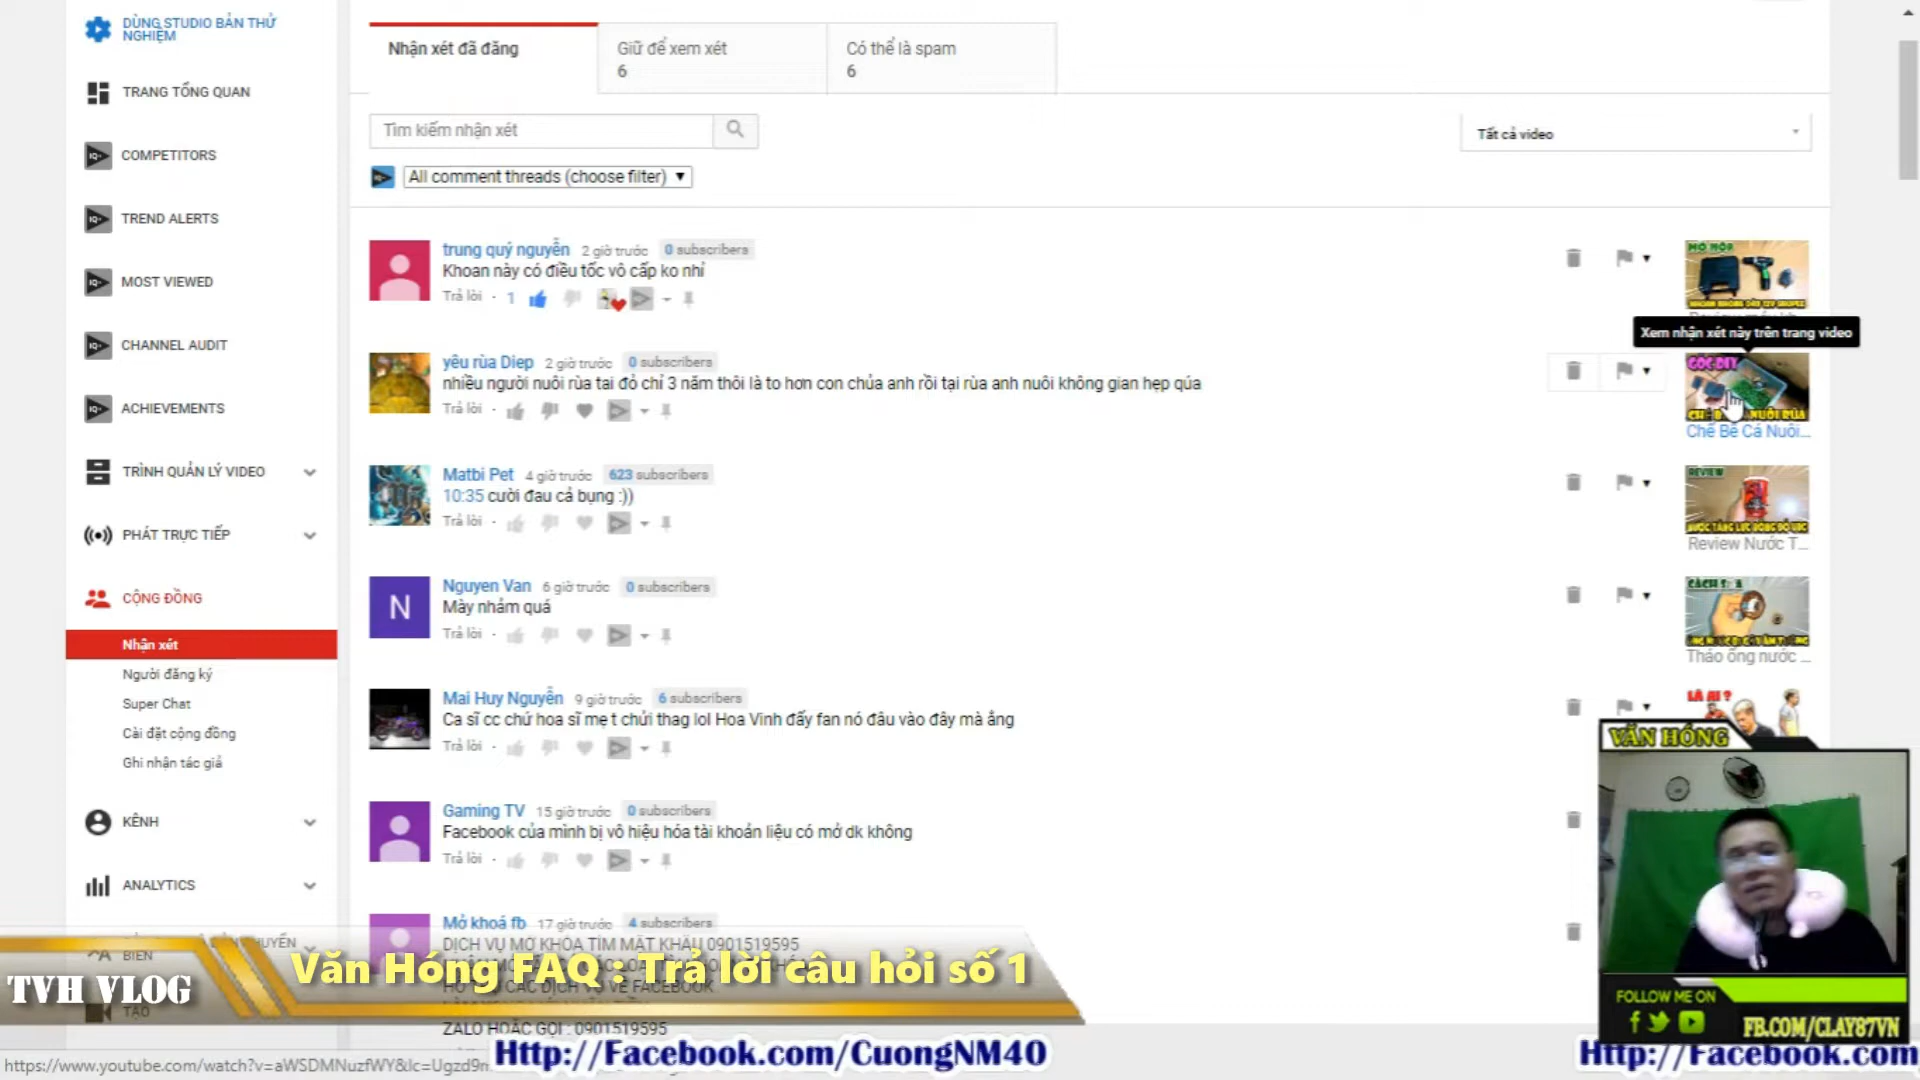 DÙNG STUDIO BẢN THỬ
NGHIỆM
TRANG TỔNG QUAN
COMPETITORS
TREND ALERTS
MOST VIEWED
CHANNEL AUDIT
ACHIEVEMENTS
TRÌNH QUẢN LÝ VIDEO
PHÁT TRỰC TIẾP
CỘNG ĐỒNG
Nhận xét
Người đăng ký
Super Chat
Cài đặt cộng đồng
Ghi nhận tác giả
KÊNH
ANALYTICS
BIẾN
TẠO
Nhận xét đã đăng
Giữ để xem xét
6
Có thể là spam
6
Tìm kiếm nhận xét
Tất cả video
All comment threads (choose filter) ▼
trung quý nguyễn 2 giờ trước 0 subscribers
Khoan này có điều tốc vô cấp ko nhỉ
Trả lời · 1
Xem nhận xét này trên trang video
yêu rùa Diep 2 giờ trước 0 subscribers
nhiều người nuôi rùa tai đỏ chỉ 3 năm thôi là to hơn con chúa anh rồi tại rùa anh nuôi không gian hẹp qúa
Trả lời ·
GÓC DIY
NUÔI RÙA
Chế Bể Cá Nuôi...
Matbi Pet 4 giờ trước 623 subscribers
10:35 cười đau cả bụng :))
Trả lời ·
REVIEW
Review Nước T...
Nguyen Van 6 giờ trước 0 subscribers
N
Mày nhảm quá
Trả lời ·
Tháo ống nước ...
Mai Huy Nguyễn 9 giờ trước 6 subscribers
Ca sĩ cc chứ hoa sĩ mẹ t chửi thag lol Hoa Vinh đấy fan nó đâu vào đây mà ẳng
Trả lời ·
LÀ AI ?
Gaming TV 15 giờ trước 0 subscribers
Facebook của mình bị vô hiệu hóa tài khoản liệu có mở dk không
Trả lời ·
Mở khoá fb 17 giờ trước 4 subscribers
DỊCH VỤ MỞ KHÓA TÌM MẬT KHẨU 0901519595
ZALO HOẶC GỌI : 0901519595
VĂN HÓNG
FOLLOW ME ON
FB.COM/CLAY87VN
TVH VLOG
Văn Hóng FAQ : Trả lời câu hỏi số 1
https://www.youtube.com/watch?v=aWSDMNuzfWY&lc=Ugzd9
Http://Facebook.com/CuongNM40
Http://Facebook.com